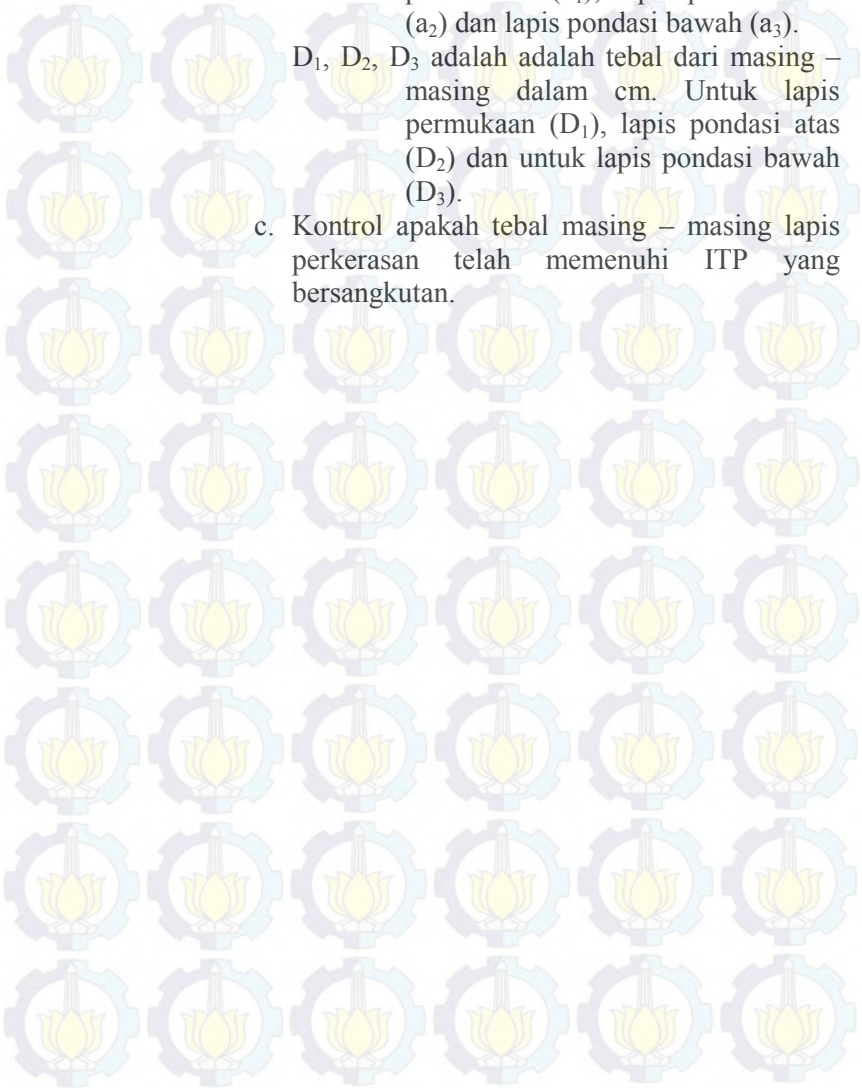 (a₂) dan lapis pondasi bawah (a₃).
D₁, D₂, D₃ adalah adalah tebal dari masing –
masing dalam cm. Untuk lapis
permukaan (D₁), lapis pondasi atas
(D₂) dan untuk lapis pondasi bawah
(D₃).
c. Kontrol apakah tebal masing – masing lapis
perkerasan telah memenuhi ITP yang
bersangkutan.